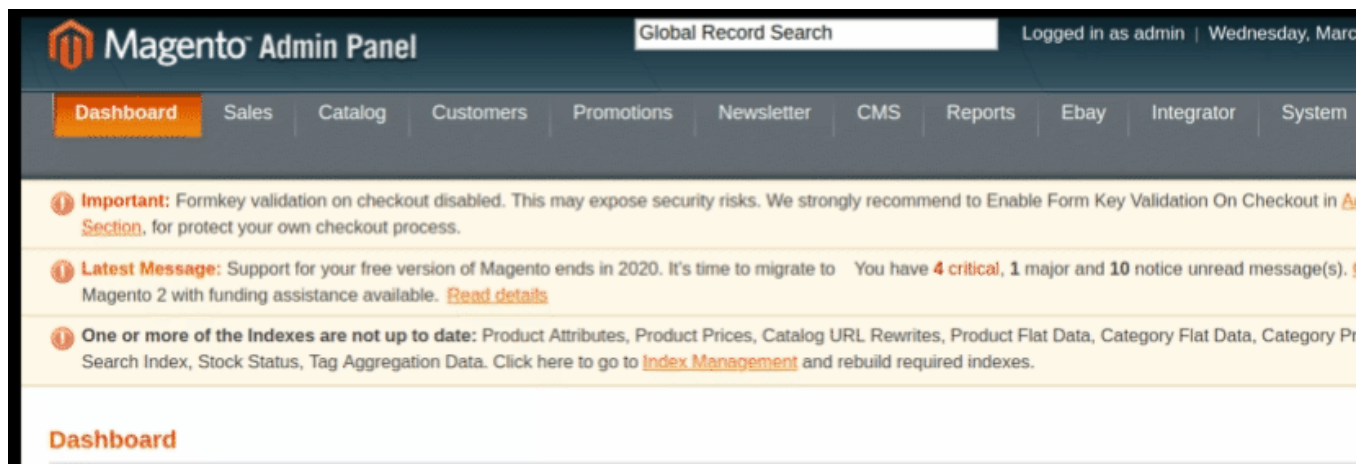 Magento Admin Panel
Global Record Search
Logged in as admin | Wednesday,
Dashboard Sales Catalog Customers Promotions Newsletter CMS Reports Ebay Integrator System
Important: Formkey validation on checkout disabled. This may expose security risks. We strongly recommend to Enable Form Key Validation On Checkout in
Section, for protect your own checkout process.
Latest Message: Support for your free version of Magento ends in 2020. It's time to migrate to You have 4 critical, 1 major and 10 notice unread message(s).
Magento 2 with funding assistance available. Read details
One or more of the Indexes are not up to date: Product Attributes, Product Prices, Catalog URL Rewrites, Product Flat Data, Category Flat Data, Category
Search Index, Stock Status, Tag Aggregation Data. Click here to go to Index Management and rebuild required indexes.
Dashboard